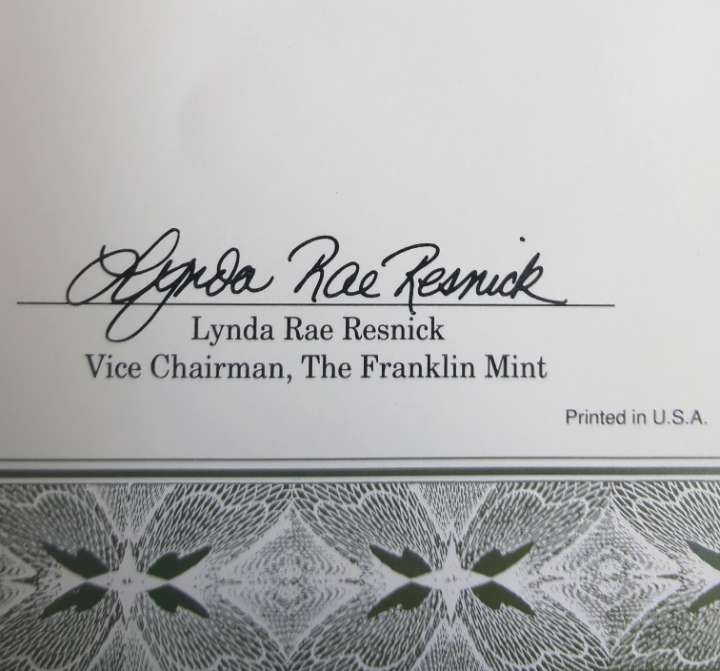 Lynda Rae Resnick
Lynda Rae Resnick
Vice Chairman, The Franklin Mint
Printed in U.S.A.